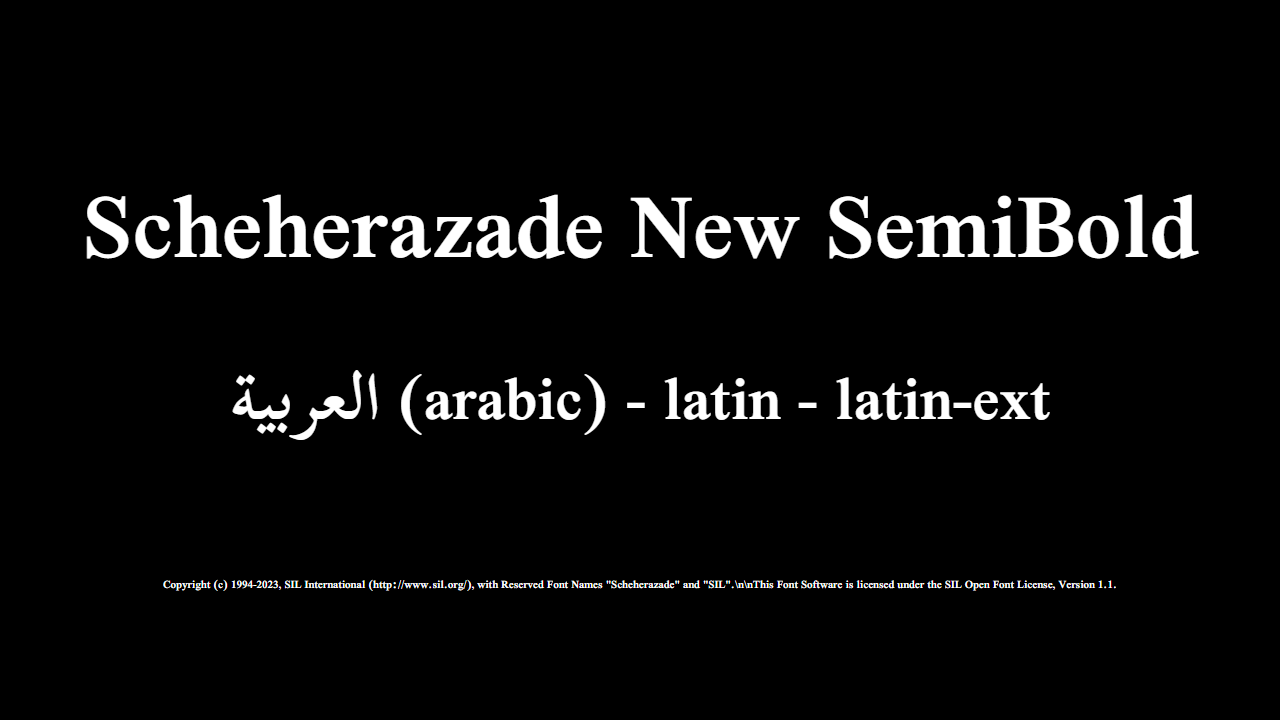 Scheherazade New SemiBold
العربية (arabic) - latin - latin-ext
Copyright (c) 1994-2023, SIL International (http://www.sil.org/), with Reserved Font Names "Scheherazade" and "SIL".\n\nThis Font Software is licensed under the SIL Open Font License, Version 1.1.